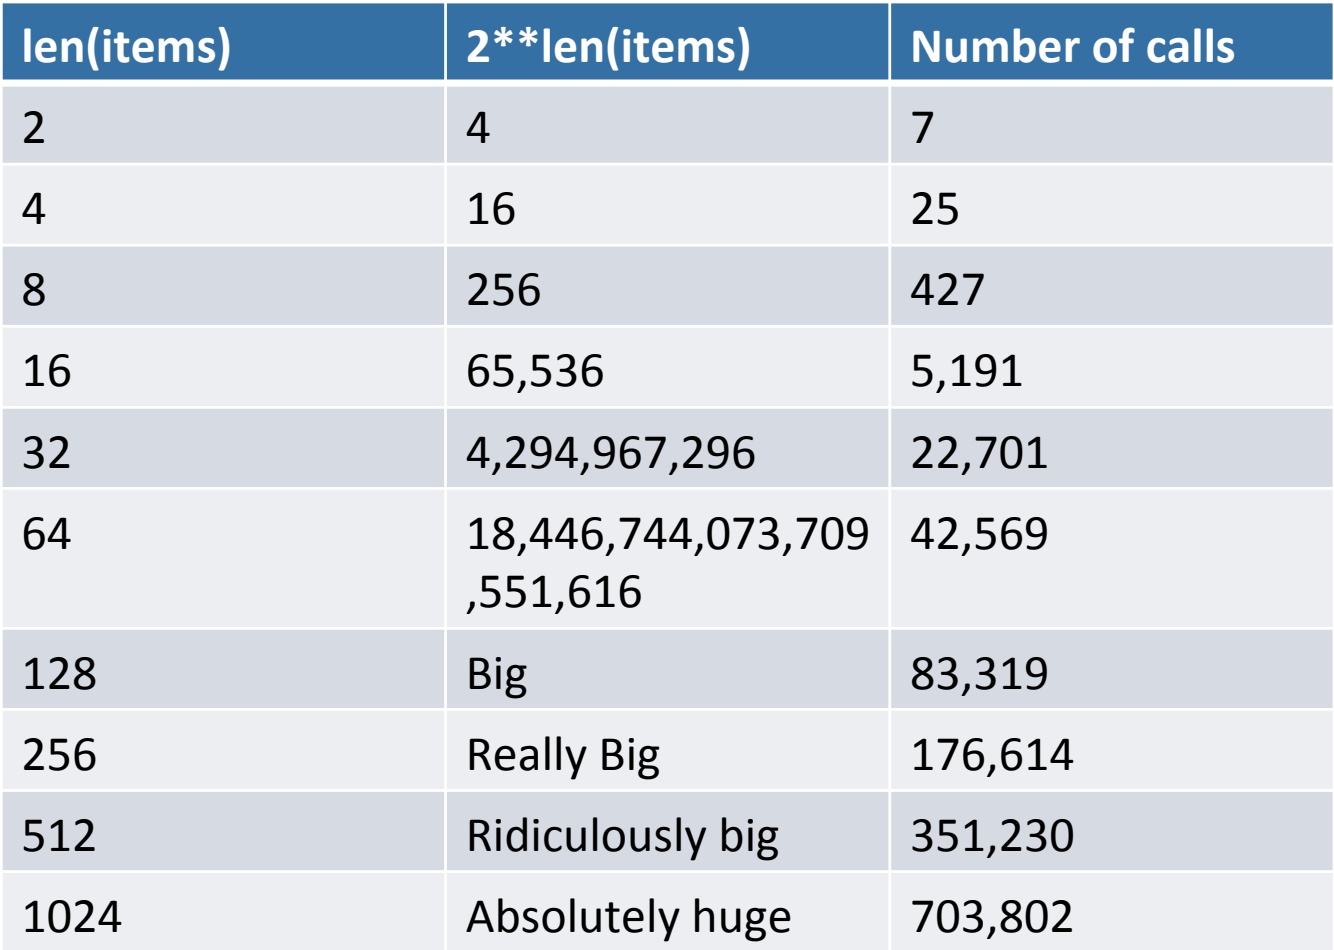 len(items) 2**len(items) Number of calls
2 4 7
4 16 25
8 256 427
16 65,536 5,191
32 4,294,967,296 22,701
64 18,446,744,073,709 42,569
,551,616
128 Big 83,319
256 Really Big 176,614
512 Ridiculously big 351,230
1024 Absolutely huge 703,802